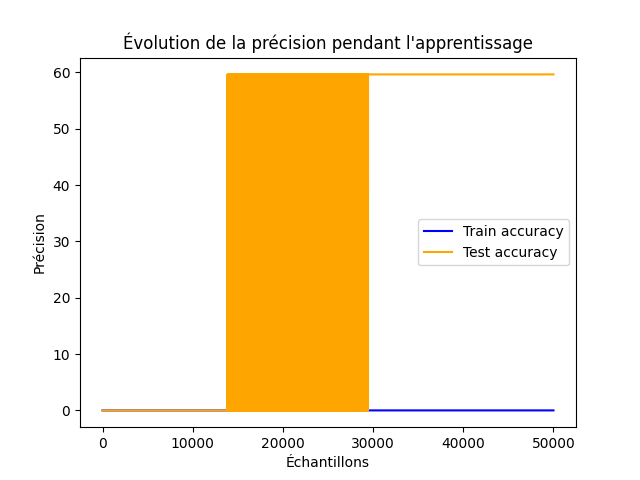 Évolution de la précision pendant l'apprentissage
60
50
40
30
20
10
0
Précision
Train accuracy
Test accuracy
0 10000 20000 30000 40000 50000
Échantillons